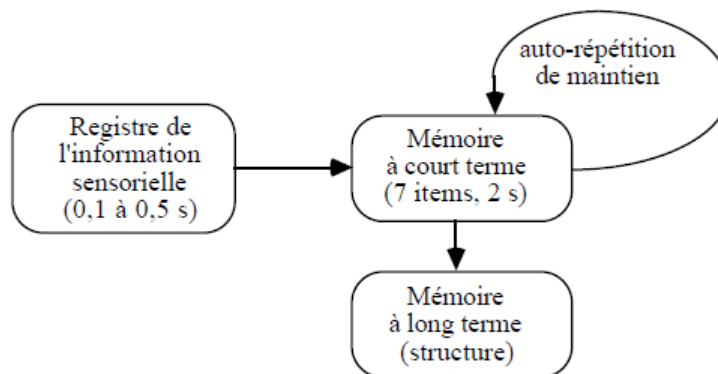 auto-répétition
de maintien
Registre de
l'information
sensorielle
(0,1 à 0,5 s)
Mémoire
à court terme
(7 items, 2 s)
Mémoire
à long terme
(structure)